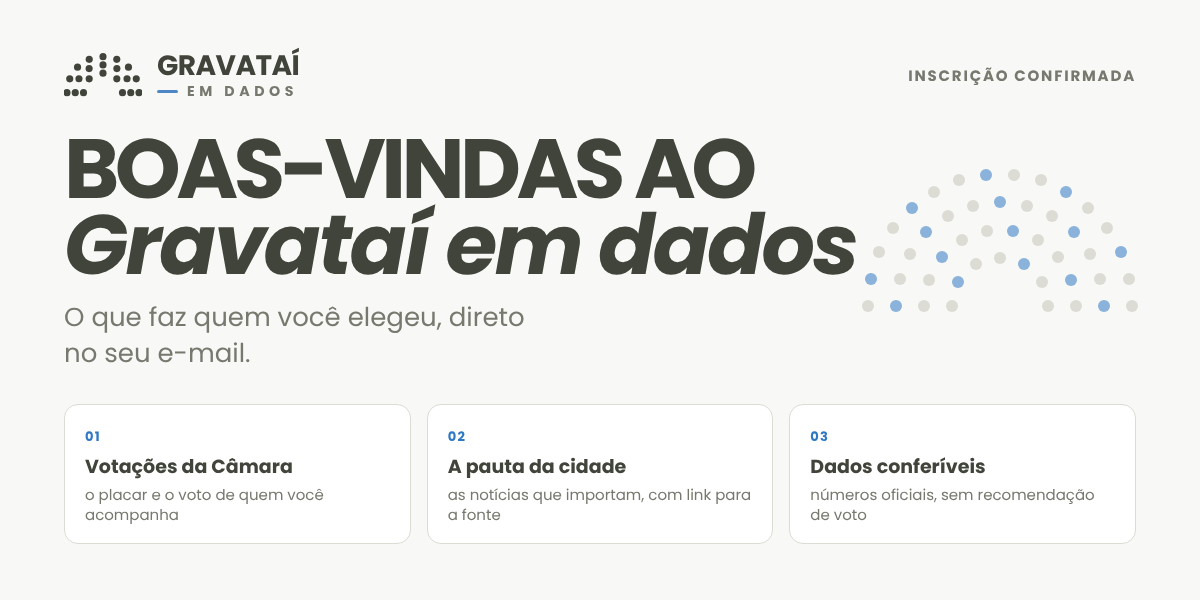 GRAVATAÍ
EM DADOS
INSCRIÇÃO CONFIRMADA
BOAS-VINDAS AO
Gravataí em dados
O que faz quem você elegeu, direto
no seu e-mail.
01
Votações da Câmara
o placar e o voto de quem você
acompanha
02
A pauta da cidade
as notícias que importam, com link para
a fonte
03
Dados conferíveis
números oficiais, sem recomendação
de voto